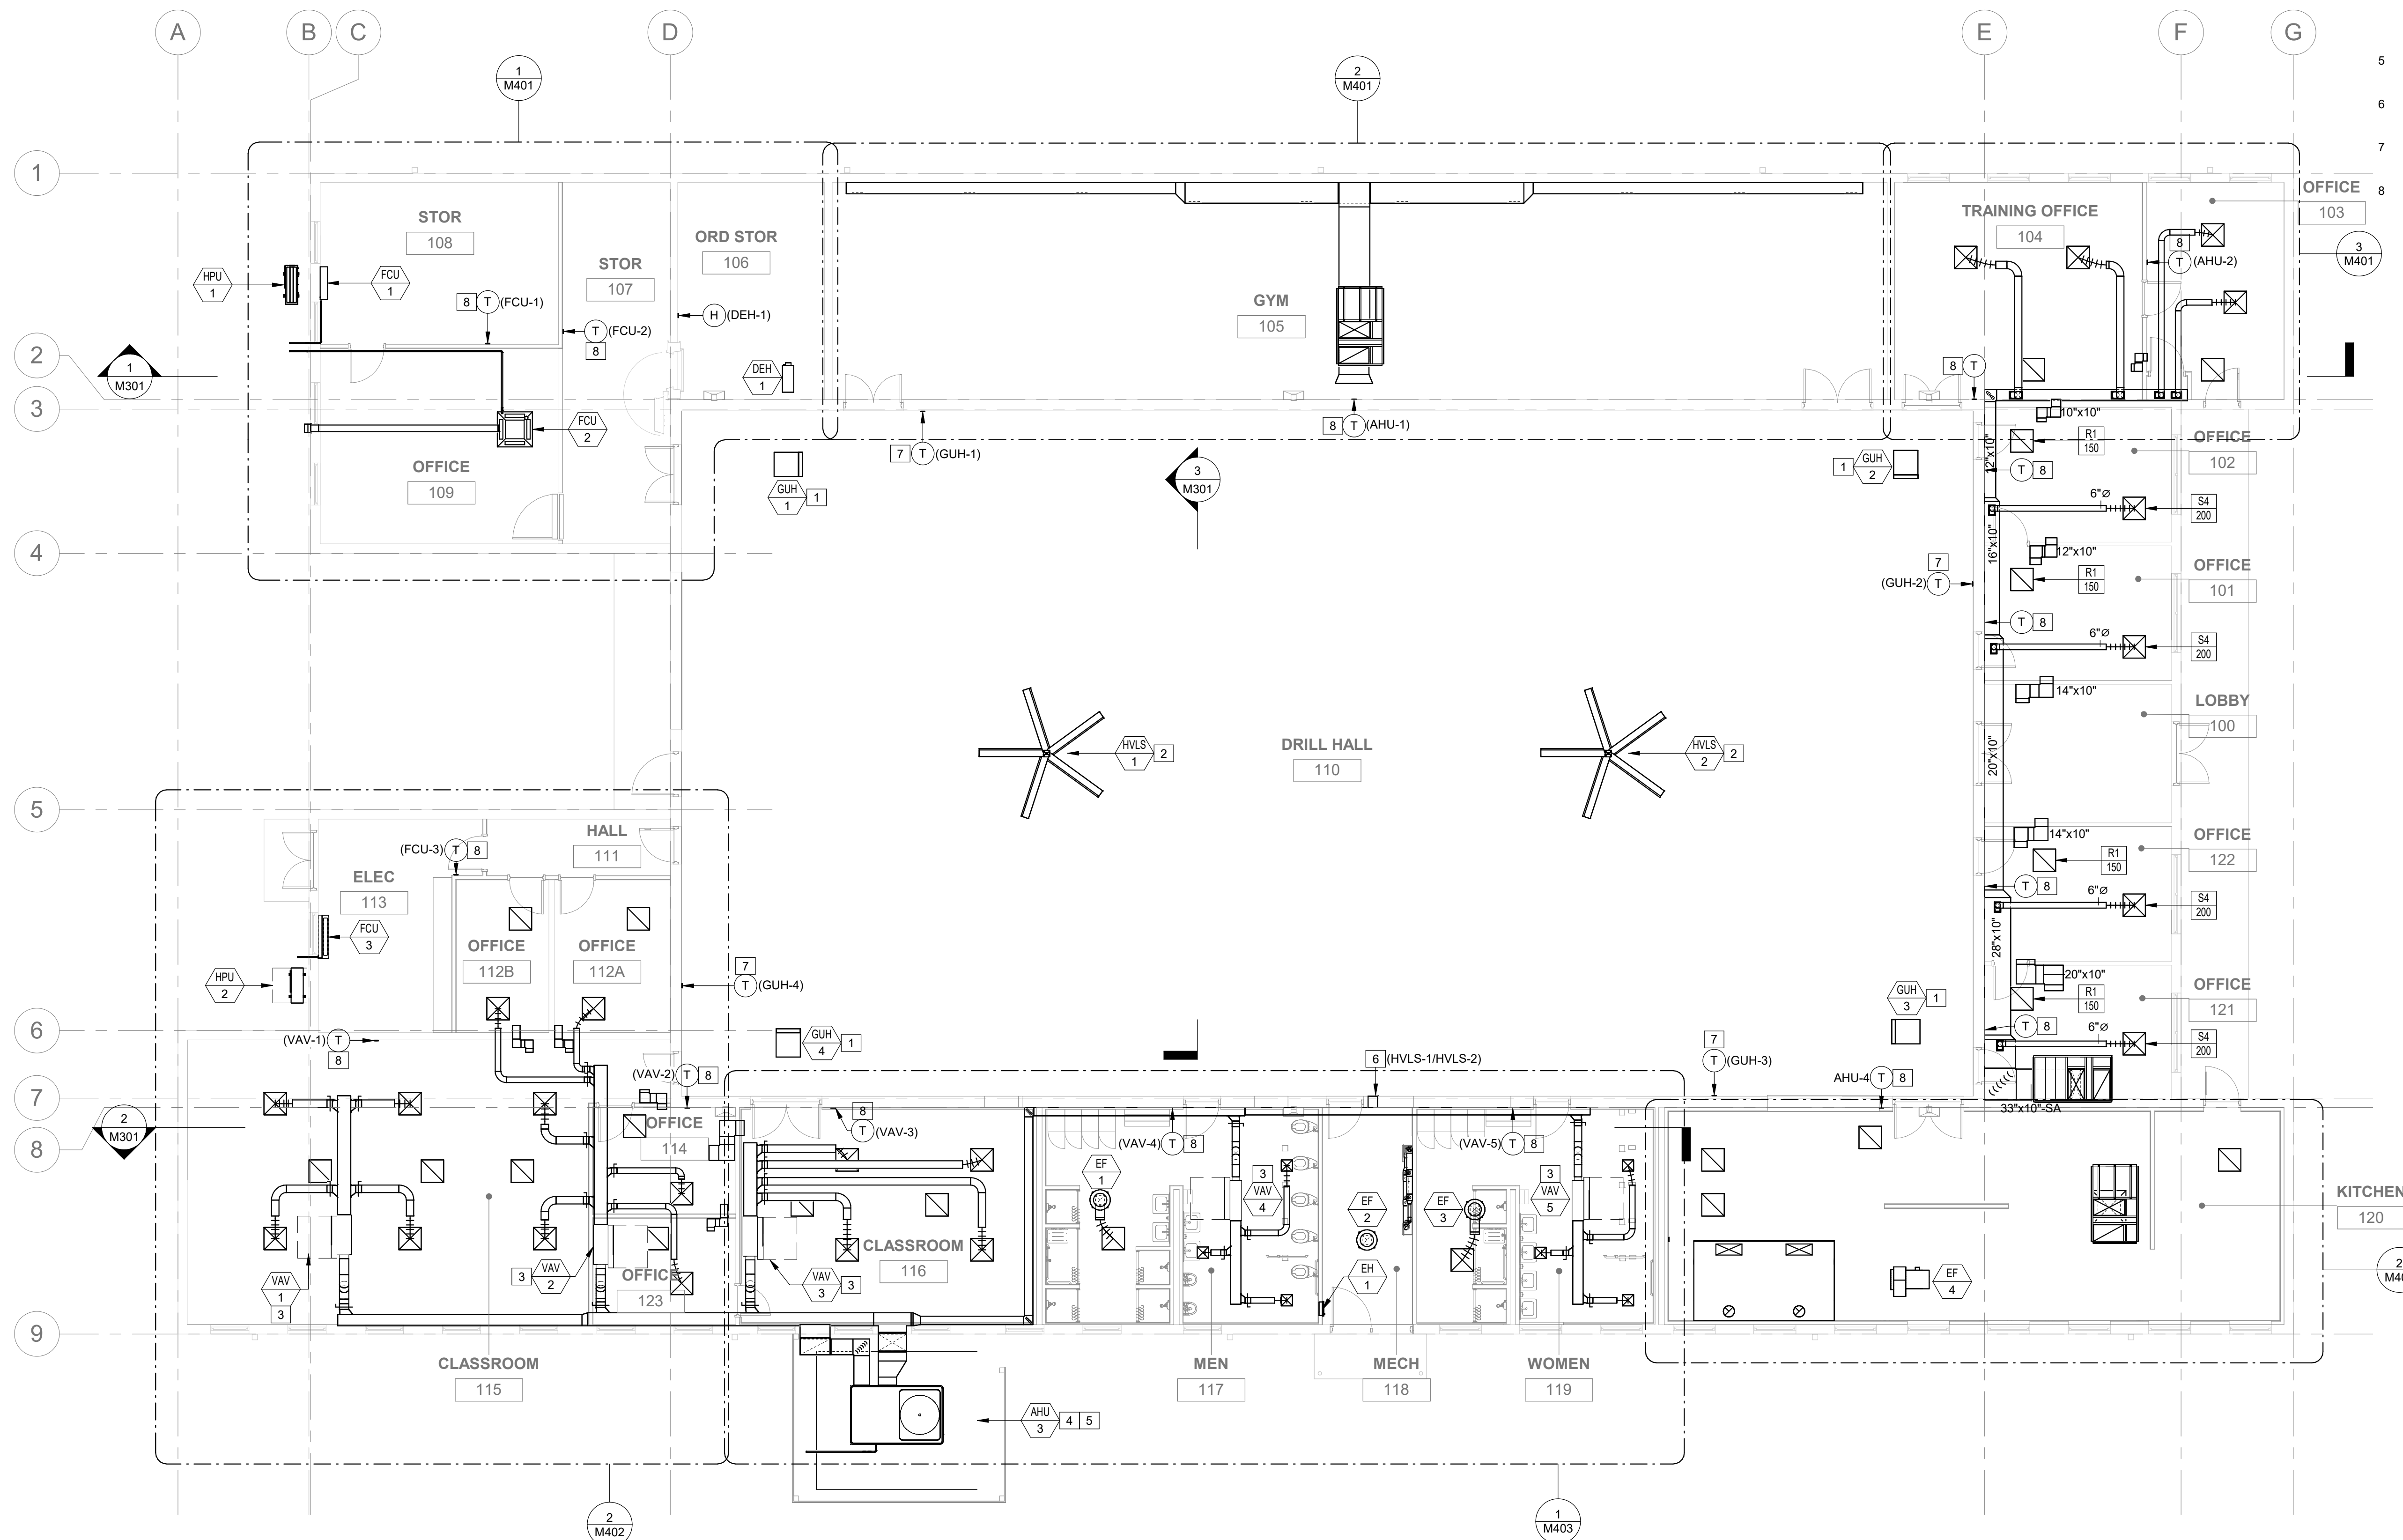 A
B
C
D
E
F
G
5
6
7
8
1
M401
2
M401
1
STOR
108
STOR
107
ORD STOR
106
GYM
105
TRAINING OFFICE
104
OFFICE
103
3
M401
HPU
1
FCU
1
8 T (FCU-1)
T (FCU-2)
8
H (DEH-1)
8
T (AHU-2)
2
1
M301
DEH
1
8 T
3
FCU
2
8 T (AHU-1)
7 T (GUH-1)
10"x10"
12"x10"
R1
150
OFFICE
102
T 8
OFFICE
109
GUH
1
1
3
M301
1
GUH
2
6"Ø
S4
200
4
16"x10"
12"x10"
R1
150
OFFICE
101
7
(GUH-2) T
T 8
6"Ø
S4
200
14"x10"
LOBBY
100
HVLS
1
2
DRILL HALL
110
HVLS
2
2
20"x10"
5
HALL
111
(FCU-3) T 8
ELEC
113
14"x10"
R1
150
OFFICE
122
T 8
6"Ø
S4
200
FCU
3
OFFICE
112B
OFFICE
112A
28"x10"
HPU
2
7
T (GUH-4)
GUH
3
1
20"x10"
R1
150
OFFICE
121
T 8
6"Ø
S4
200
6
(VAV-1) T
8
GUH
4
1
6 (HVLS-1/HVLS-2)
7
T (GUH-3)
(VAV-2) T 8
AHU-4 T 8
33"x10"-SA
7
2
M301
8
OFFICE
114
8
T (VAV-3)
(VAV-4) T 8
(VAV-5) T 8
EF
1
3
VAV
4
EF
2
EF
3
3
VAV
5
KITCHEN
120
CLASSROOM
116
VAV
1
3
3
VAV
2
OFFICE
123
VAV
3
3
EH
1
EF
4
9
CLASSROOM
115
MEN
117
MECH
118
WOMEN
119
AHU
3
4 5
2
M402
1
M403